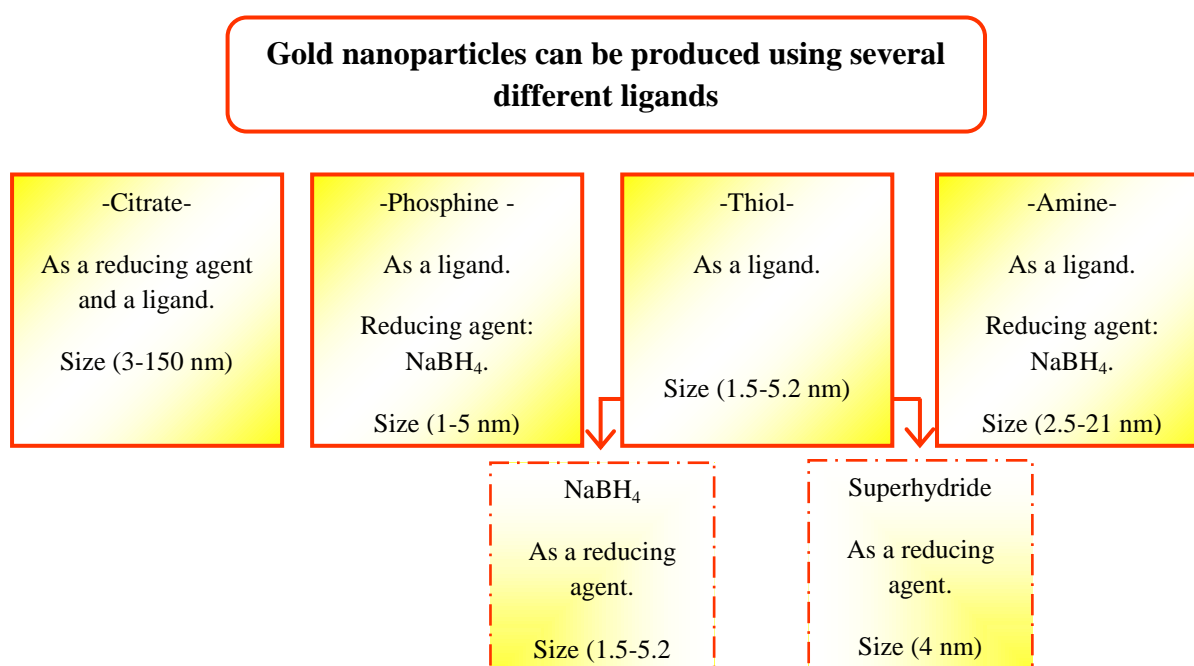 Gold nanoparticles can be produced using several
different ligands
-Citrate-
As a reducing agent
and a ligand.
Size (3-150 nm)
-Phosphine -
As a ligand.
Reducing agent:
NaBH₄.
Size (1-5 nm)
-Thiol-
As a ligand.
Size (1.5-5.2 nm)
-Amine-
As a ligand.
Reducing agent:
NaBH₄.
Size (2.5-21 nm)
NaBH₄
As a reducing
agent.
Size (1.5-5.2
Superhydride
As a reducing
agent.
Size (4 nm)